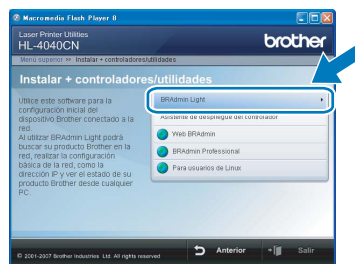 Macromedia Flash Player 8
Laser Printer Utilities
HL-4040CN
brother
Menú superior >> Instalar + controladores/utilidades
Instalar + controladores/utilidades
Utilice este software para la
configuración inicial del
dispositivo Brother conectado a la
red.
Al utilizar BRAdmin Light podrá
buscar su producto Brother en la
red, realizar la configuración
básica de la red, como la
dirección IP y ver el estado de su
producto Brother desde cualquier
PC.
BRAdmin Light
Asistente de despliegue del controlador
Web BRAdmin
BRAdmin Professional
Para usuarios de Linux
© 2001-2007 Brother Industries Ltd. All rights reserved
Anterior
Salir